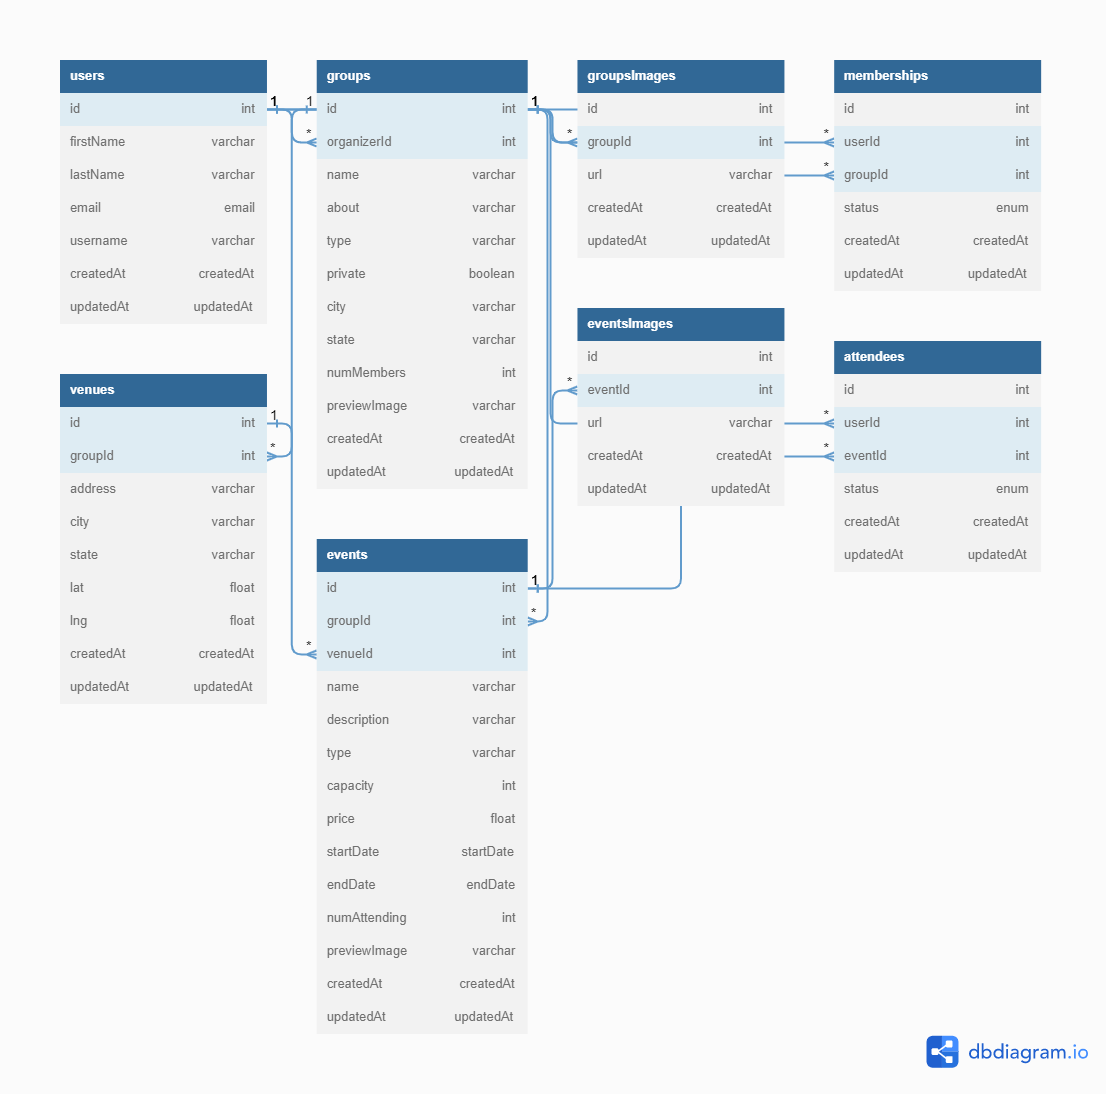 users
id int
firstName varchar
lastName varchar
email email
username varchar
createdAt createdAt
updatedAt updatedAt
1
groups
1 id int
* organizerId int
name varchar
about varchar
type varchar
private boolean
city varchar
state varchar
numMembers int
previewImage varchar
createdAt createdAt
updatedAt updatedAt
1
groupsImages
id int
* groupId int
url varchar
createdAt createdAt
updatedAt updatedAt
memberships
id int
* userId int
* groupId int
status enum
createdAt createdAt
updatedAt updatedAt
venues
id int 1
groupId int *
address varchar
city varchar
state varchar
lat float
lng float
createdAt createdAt
updatedAt updatedAt
eventsImages
id int
* eventId int
url varchar
createdAt createdAt
updatedAt updatedAt
attendees
id int
* userId int
* eventId int
status enum
createdAt createdAt
updatedAt updatedAt
events
id int 1
groupId int *
* venueId int
name varchar
description varchar
type varchar
capacity int
price float
startDate startDate
endDate endDate
numAttending int
previewImage varchar
createdAt createdAt
updatedAt updatedAt
dbdiagram.io